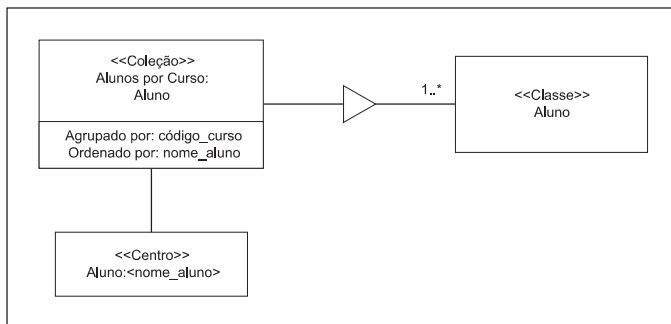 <<Coleção>>
Alunos por Curso:
Aluno
Agrupado por: código_curso
Ordenado por: nome_aluno
1..*
<<Classe>>
Aluno
<<Centro>>
Aluno:<nome_aluno>